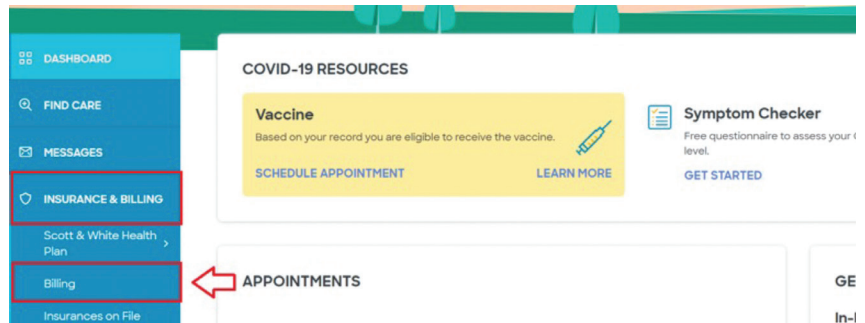 DASHBOARD
FIND CARE
MESSAGES
INSURANCE & BILLING
Scott & White Health
Plan
Billing
Insurances on File
COVID-19 RESOURCES
Vaccine
Based on your record you are eligible to receive the vaccine.
SCHEDULE APPOINTMENT
LEARN MORE
Symptom Checker
Free questionnaire to assess your
level.
GET STARTED
APPOINTMENTS